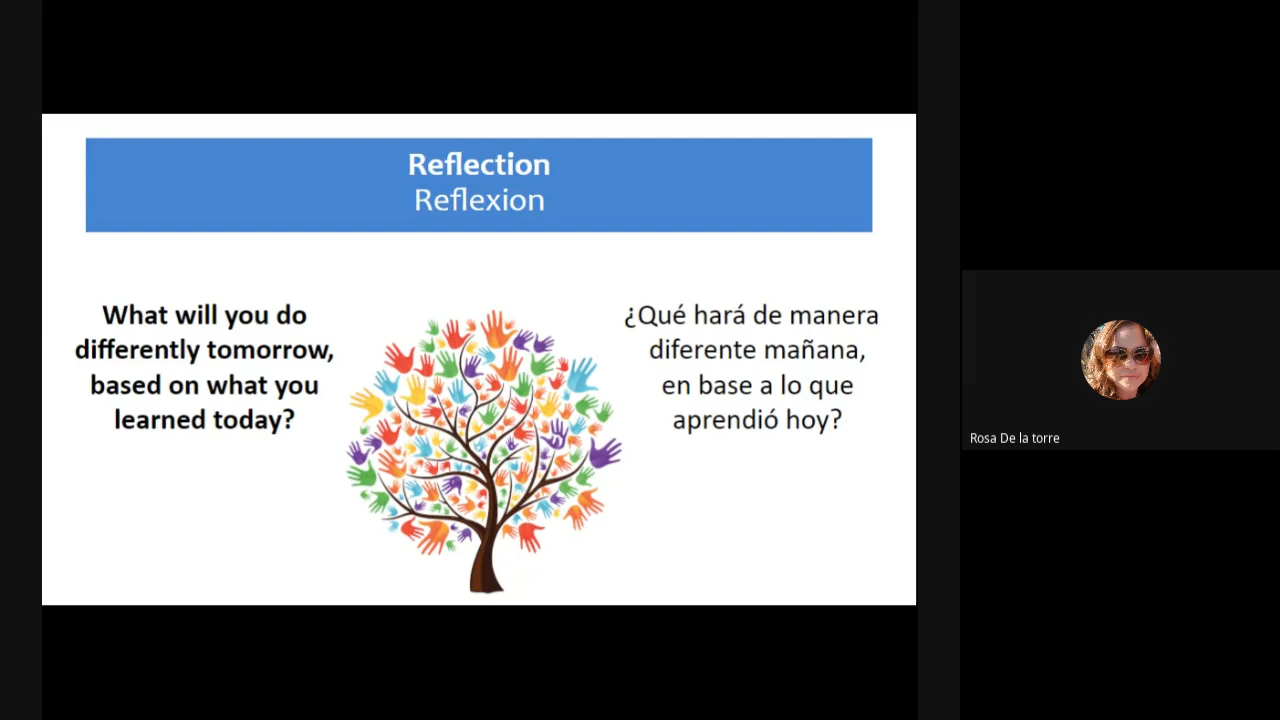 Reflection
Reflexion
What will you do
differently tomorrow,
based on what you
learned today?
¿Qué hará de manera
diferente mañana,
en base a lo que
aprendió hoy?
Rosa De la torre